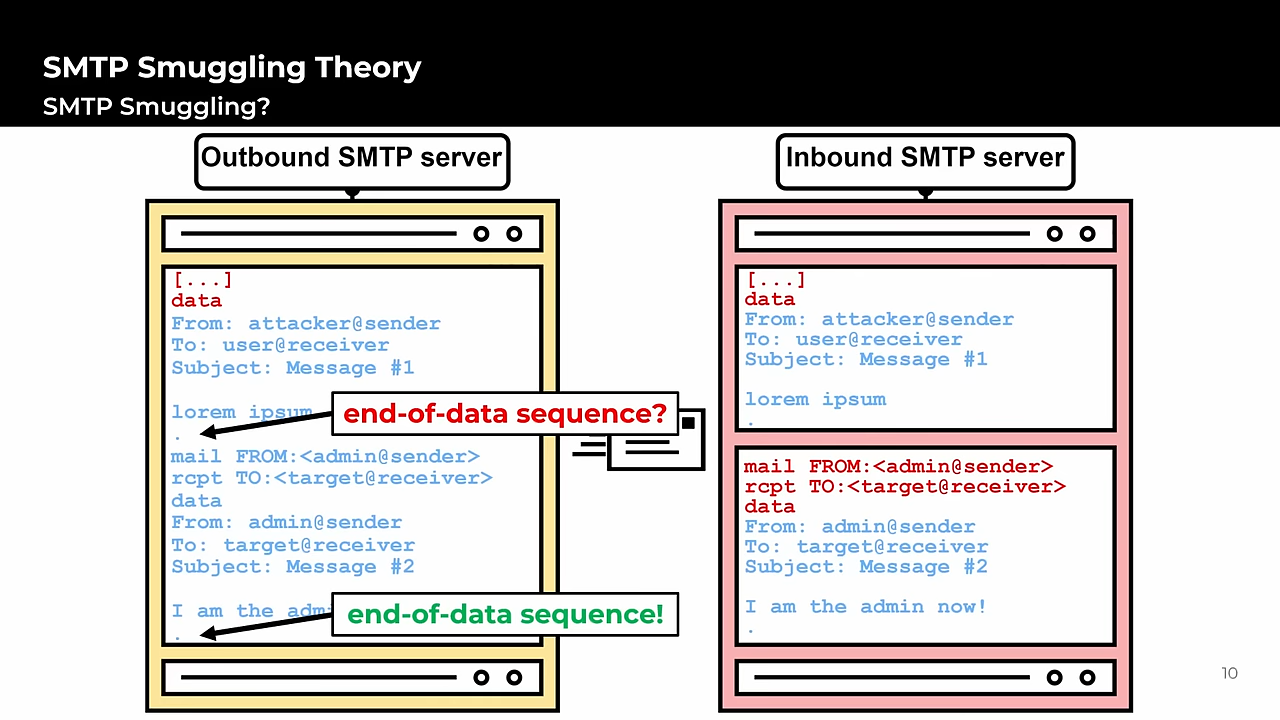 SMTP Smuggling Theory
SMTP Smuggling?
Outbound SMTP server
[...]
data
From: attacker@sender
To: user@receiver
Subject: Message #1
lorem ipsum
.
mail FROM:<admin@sender>
rcpt TO:<target@receiver>
data
From: admin@sender
To: target@receiver
Subject: Message #2
I am the
.
end-of-data sequence?
end-of-data sequence!
Inbound SMTP server
[...]
data
From: attacker@sender
To: user@receiver
Subject: Message #1
lorem ipsum
.
mail FROM:<admin@sender>
rcpt TO:<target@receiver>
data
From: admin@sender
To: target@receiver
Subject: Message #2
I am the admin now!
.
10